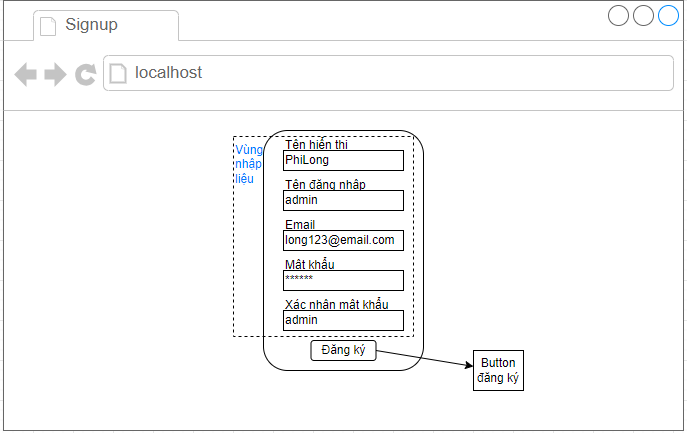 Signup
localhost
Vùng
nhập
liệu
Tên hiển thị
PhiLong
Tên đăng nhập
admin
Email
long123@email.com
Mật khẩu
******
Xác nhận mật khẩu
admin
Đăng ký
Button
đăng ký